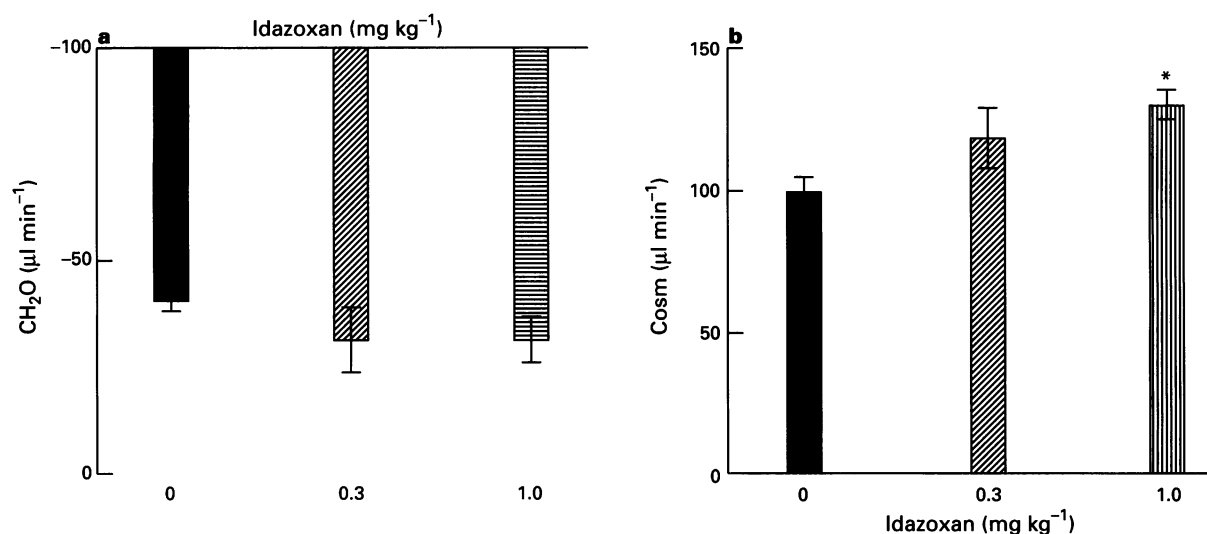 a
Idazoxan (mg kg⁻¹)
–100
–50
0
CH₂O (μl min⁻¹)
0 0.3 1.0
b
150
100
50
0
Cosm (μl min⁻¹)
*
0 0.3 1.0
Idazoxan (mg kg⁻¹)